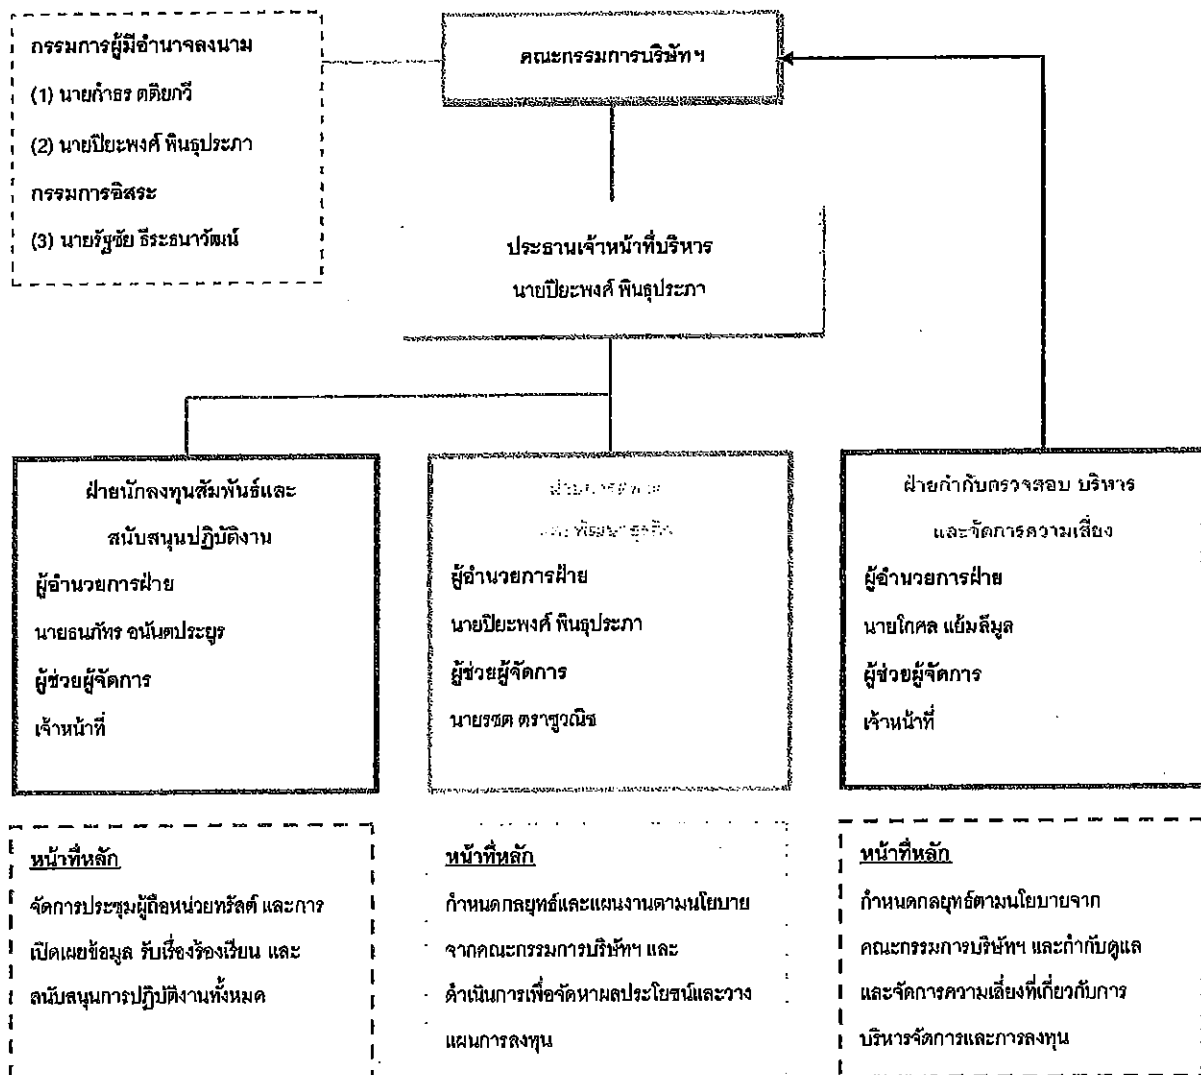 กรรมการผู้มีอำนาจลงนาม
(1) นายกำธร ตติยกวี
(2) นายปิยะพงศ์ พินธุประภา
กรรมการอิสระ
(3) นายรัฐชัย ธีระธนาวัฒน์
คณะกรรมการบริษัทฯ
ประธานเจ้าหน้าที่บริหาร
นายปิยะพงศ์ พินธุประภา
ฝ่ายนักลงทุนสัมพันธ์และ
สนับสนุนปฏิบัติงาน
ผู้อำนวยการฝ่าย
นายธนภัทร อนันตประยูร
ผู้ช่วยผู้จัดการ
เจ้าหน้าที่
และพัฒนาธุรกิจ
ผู้อำนวยการฝ่าย
นายปิยะพงศ์ พินธุประภา
ผู้ช่วยผู้จัดการ
นายรชต ตราชูวณิช
ฝ่ายกำกับตรวจสอบ บริหาร
และจัดการความเสี่ยง
ผู้อำนวยการฝ่าย
นายโกศล แย้มลีมูล
ผู้ช่วยผู้จัดการ
เจ้าหน้าที่
หน้าที่หลัก
จัดการประชุมผู้ถือหน่วยทรัสต์ และการ
เปิดเผยข้อมูล รับเรื่องร้องเรียน และ
สนับสนุนการปฏิบัติงานทั้งหมด
หน้าที่หลัก
กำหนดกลยุทธ์และแผนงานตามนโยบาย
จากคณะกรรมการบริษัทฯ และ
ดำเนินการเพื่อจัดหาผลประโยชน์และวาง
แผนการลงทุน
หน้าที่หลัก
กำหนดกลยุทธ์ตามนโยบายจาก
คณะกรรมการบริษัทฯ และกำกับดูแล
และจัดการความเสี่ยงที่เกี่ยวกับการ
บริหารจัดการและการลงทุน